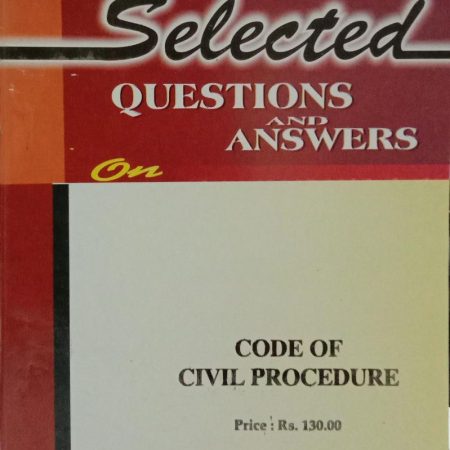 Selected
QUESTIONS
AND
ANSWERS
On
CODE OF
CIVIL PROCEDURE
Price : Rs. 130.00